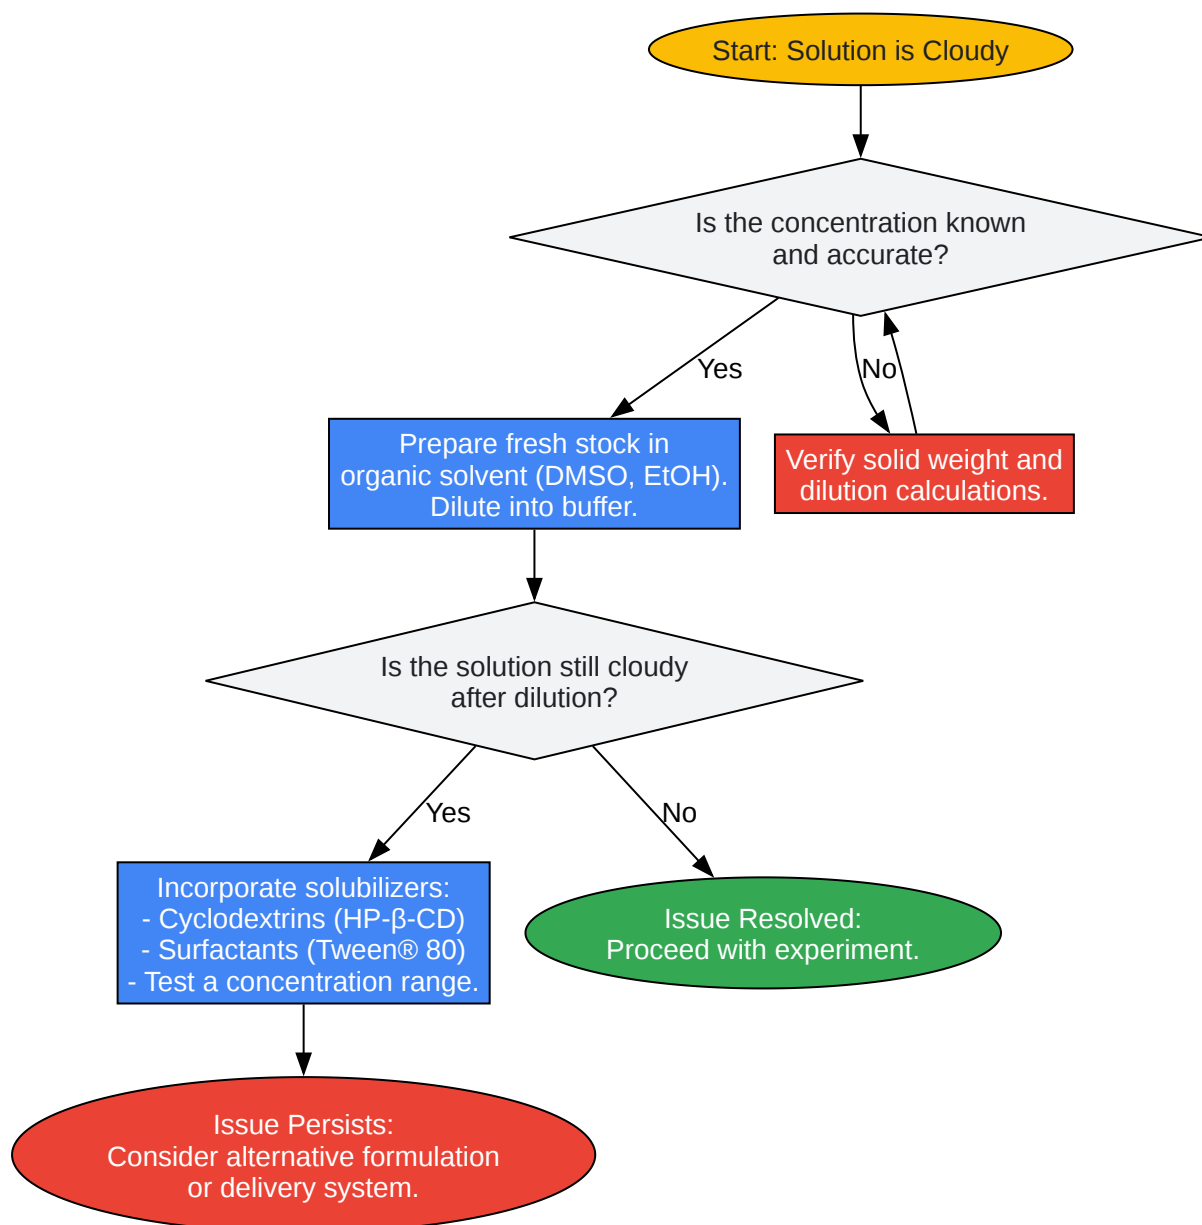 Start: Solution is Cloudy
Is the concentration known
and accurate?
Yes
No
Prepare fresh stock in
organic solvent (DMSO, EtOH).
Dilute into buffer.
Verify solid weight and
dilution calculations.
Is the solution still cloudy
after dilution?
Yes
No
Incorporate solubilizers:
- Cyclodextrins (HP-β-CD)
- Surfactants (Tween® 80)
- Test a concentration range.
Issue Resolved:
Proceed with experiment.
Issue Persists:
Consider alternative formulation
or delivery system.